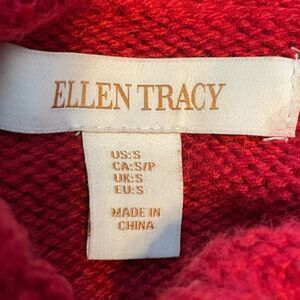 ELLEN TRACY
US:S
CA:S/P
UK:S
EU:S
MADE IN
CHINA